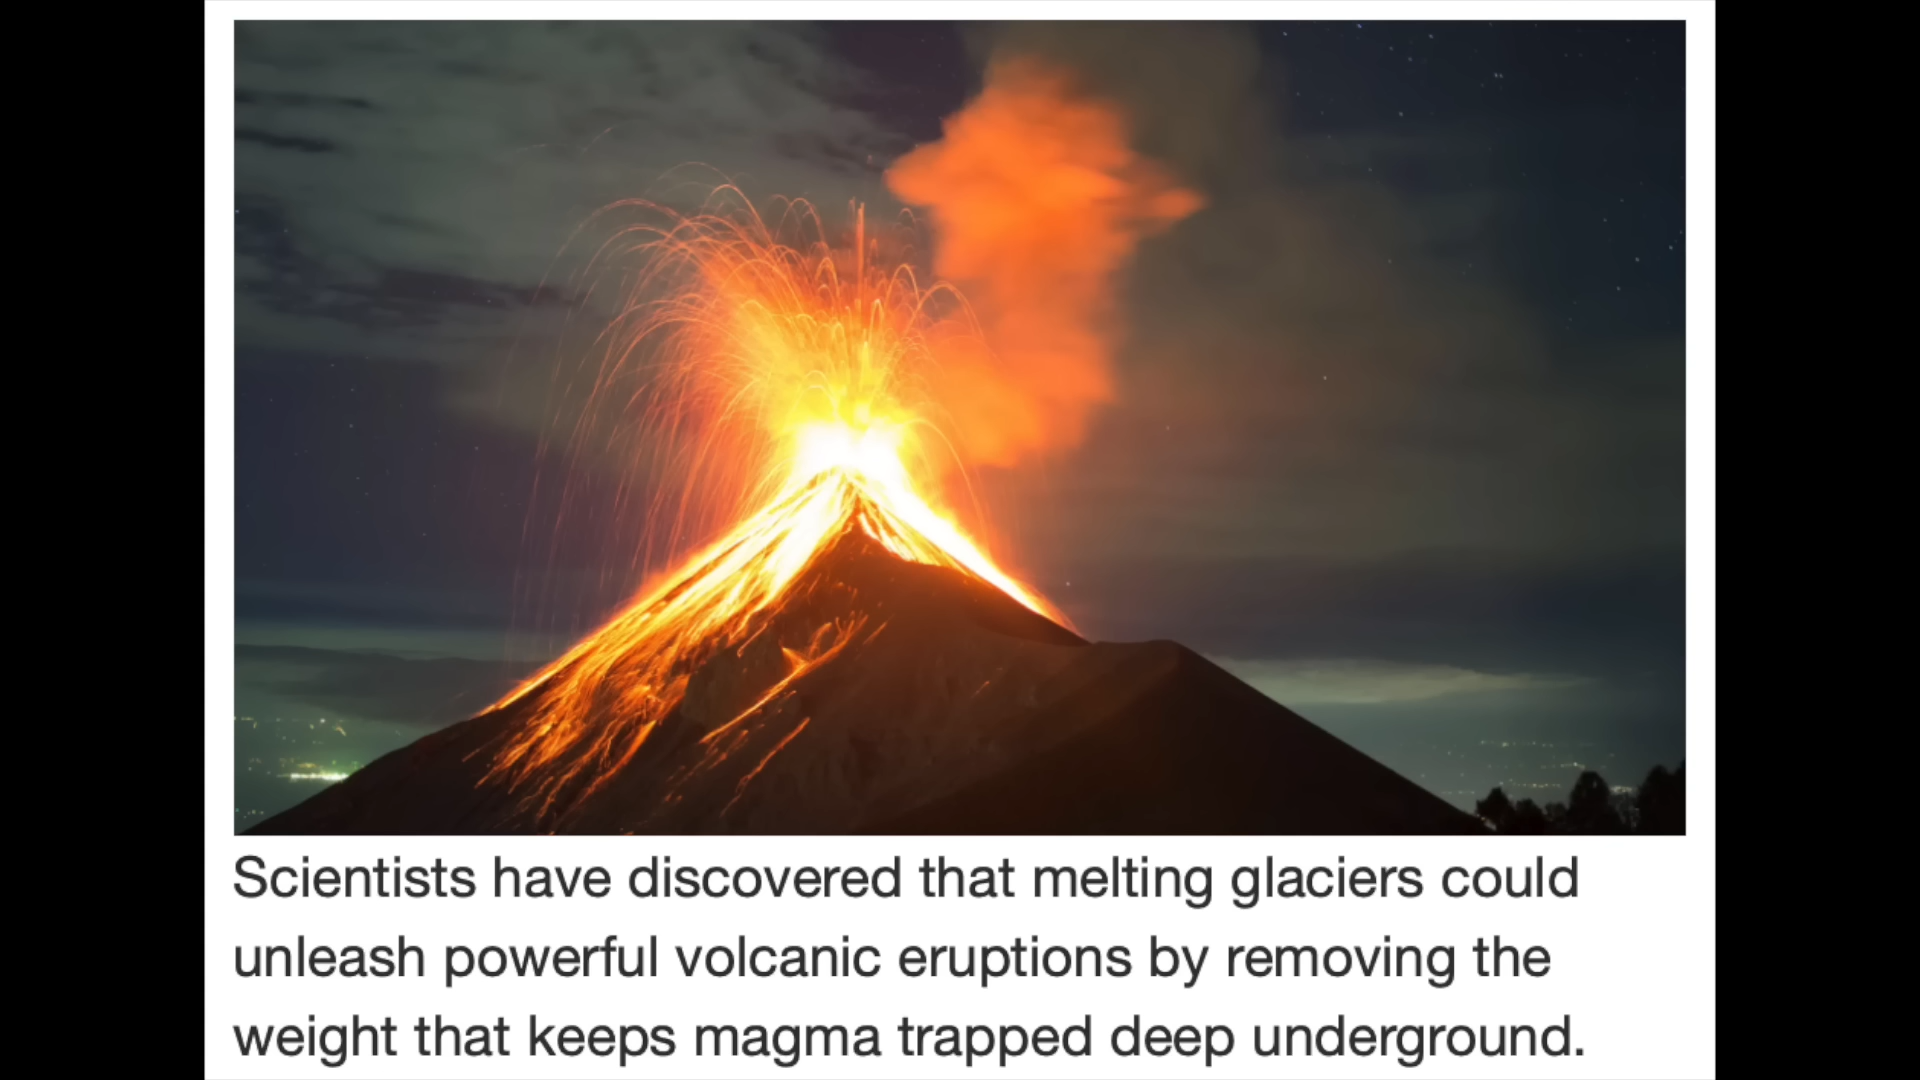 Scientists have discovered that melting glaciers could
unleash powerful volcanic eruptions by removing the
weight that keeps magma trapped deep underground.